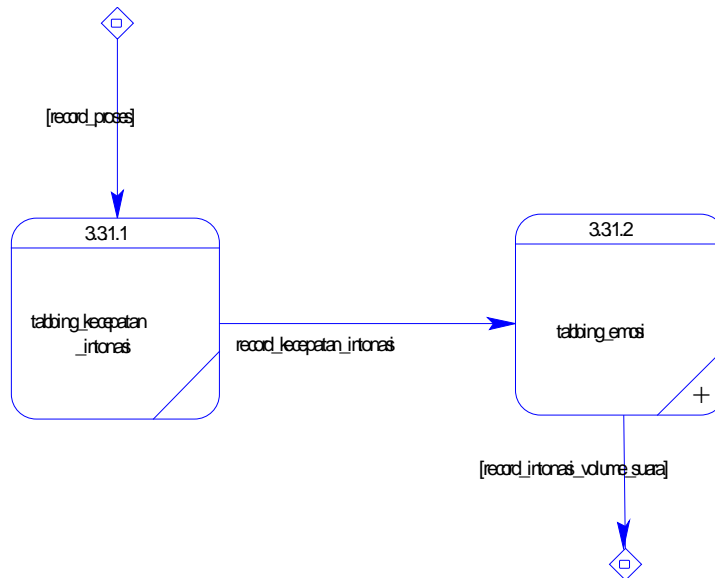 [record_proses]
3.31.1
3.31.2
tabbing_kecepatan
_intonasi
tabbing_emosi
record_kecepatan_intonasi
+
[record_intonasi_volume_suara]